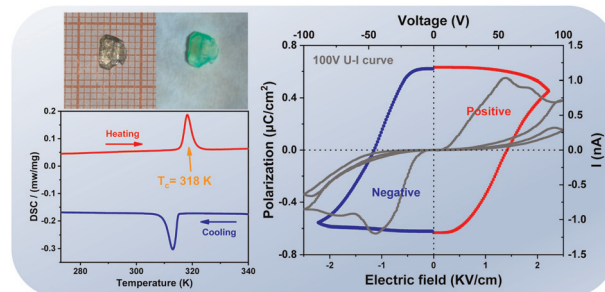 Voltage (V)
-100 -50 0 50 100
0.8
0.4
0.0
-0.4
-0.8
Polarization (μC/cm²)
100V U-I curve
Positive
Negative
1.5
1.0
0.5
0.0
-0.5
-1.0
-1.5
I (nA)
-2 -1 0 1 2
Electric field (KV/cm)
0.2
0.1
0.0
-0.1
-0.2
-0.3
DSC / (mw/mg)
Heating
Tc= 318 K
Cooling
280 300 320 340
Temperature (K)